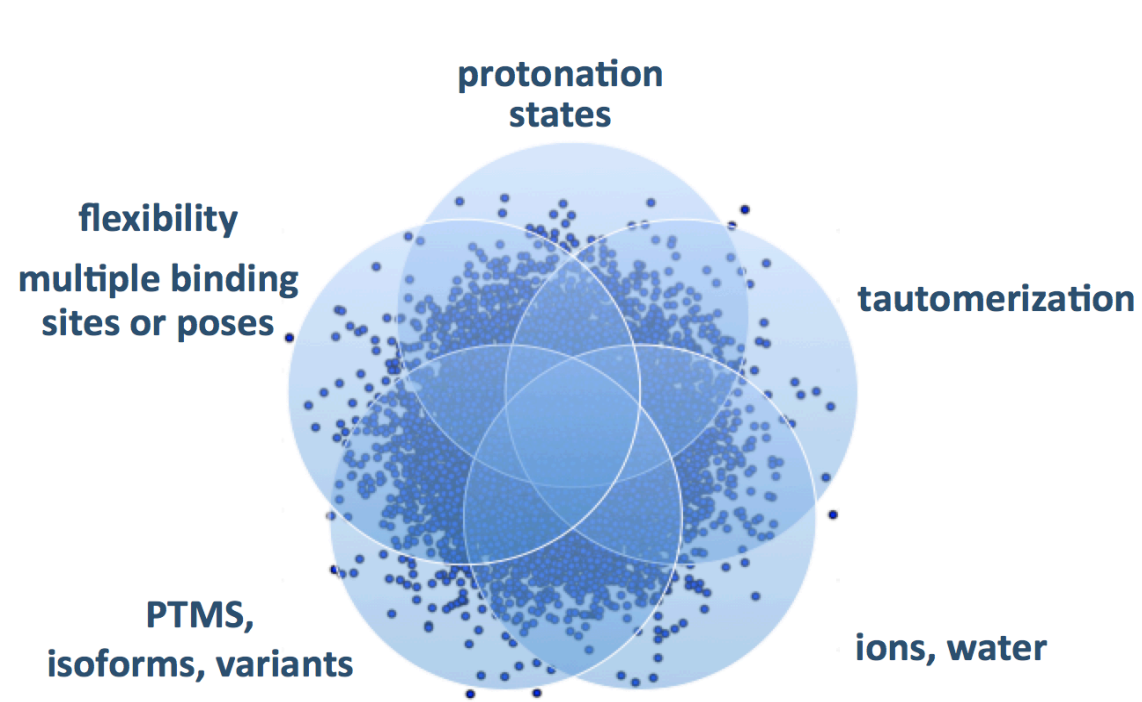 protonation
states
flexibility
multiple binding
sites or poses
tautomerization
PTMS,
isoforms, variants
ions, water